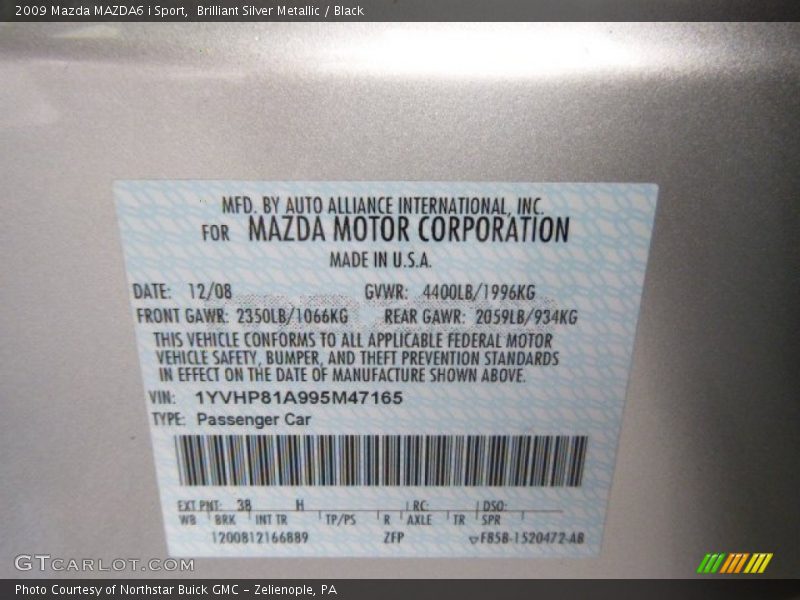 2009 Mazda MAZDA6 i Sport, Brilliant Silver Metallic / Black
MFD. BY AUTO ALLIANCE INTERNATIONAL, INC.
FOR MAZDA MOTOR CORPORATION
MADE IN U.S.A.
DATE: 12/08 GVWR: 4400LB/1996KG
FRONT GAWR: 2350LB/1066KG REAR GAWR: 2059LB/934KG
THIS VEHICLE CONFORMS TO ALL APPLICABLE FEDERAL MOTOR
VEHICLE SAFETY, BUMPER, AND THEFT PREVENTION STANDARDS
IN EFFECT ON THE DATE OF MANUFACTURE SHOWN ABOVE.
VIN: 1YVHP81A995M47165
TYPE: Passenger Car
EXT PNT: 38 H RC: DSO:
WB BRK INT TR TP/PS R AXLE TR SPR
1200812166889 ZFP F85B-1520472-AB
GTCARLOT.COM
Photo Courtesy of Northstar Buick GMC - Zelienople, PA